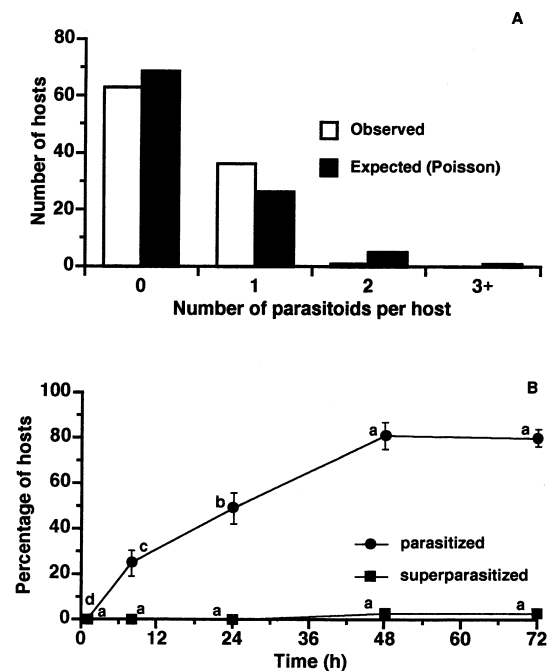 A
80
60
40
20
0
Number of hosts
Observed
Expected (Poisson)
0 1 2 3+
Number of parasitoids per host
B
100
80
60
40
20
0
Percentage of hosts
a a
b
c
d a a a a a
parasitized
superparasitized
0 12 24 36 48 60 72
Time (h)